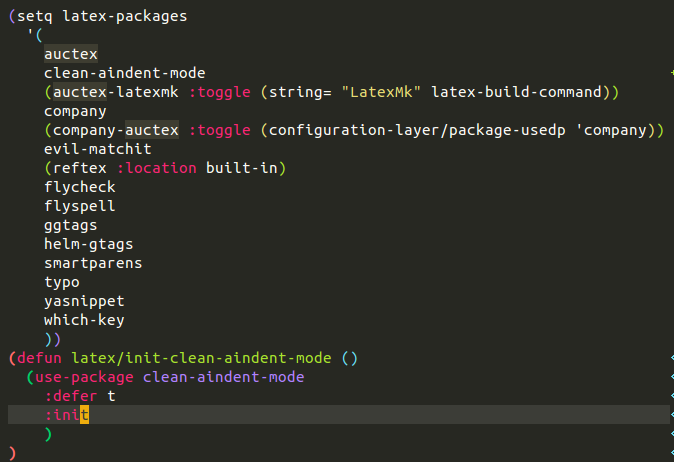 (setq latex-packages
  '(
    auctex
    clean-aindent-mode
    (auctex-latexmk :toggle (string= "LatexMk" latex-build-command))
    company
    (company-auctex :toggle (configuration-layer/package-usedp 'company))
    evil-matchit
    (reftex :location built-in)
    flycheck
    flyspell
    ggtags
    helm-gtags
    smartparens
    typo
    yasnippet
    which-key
    ))
(defun latex/init-clean-aindent-mode ()
  (use-package clean-aindent-mode
    :defer t
    :init
    )
)